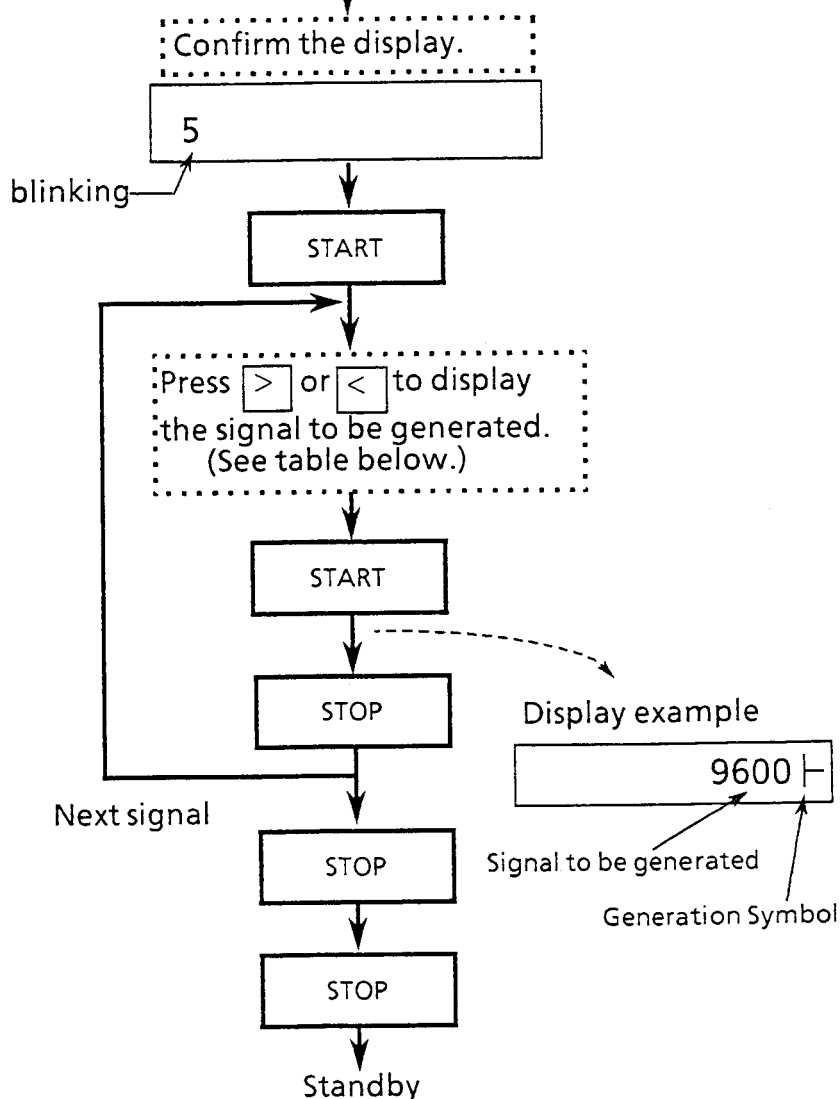 Confirm the display.
5
blinking
START
Press > or < to display
the signal to be generated.
(See table below.)
START
STOP
Display example
9600 ├
Next signal
Signal to be generated
Generation Symbol
STOP
STOP
Standby